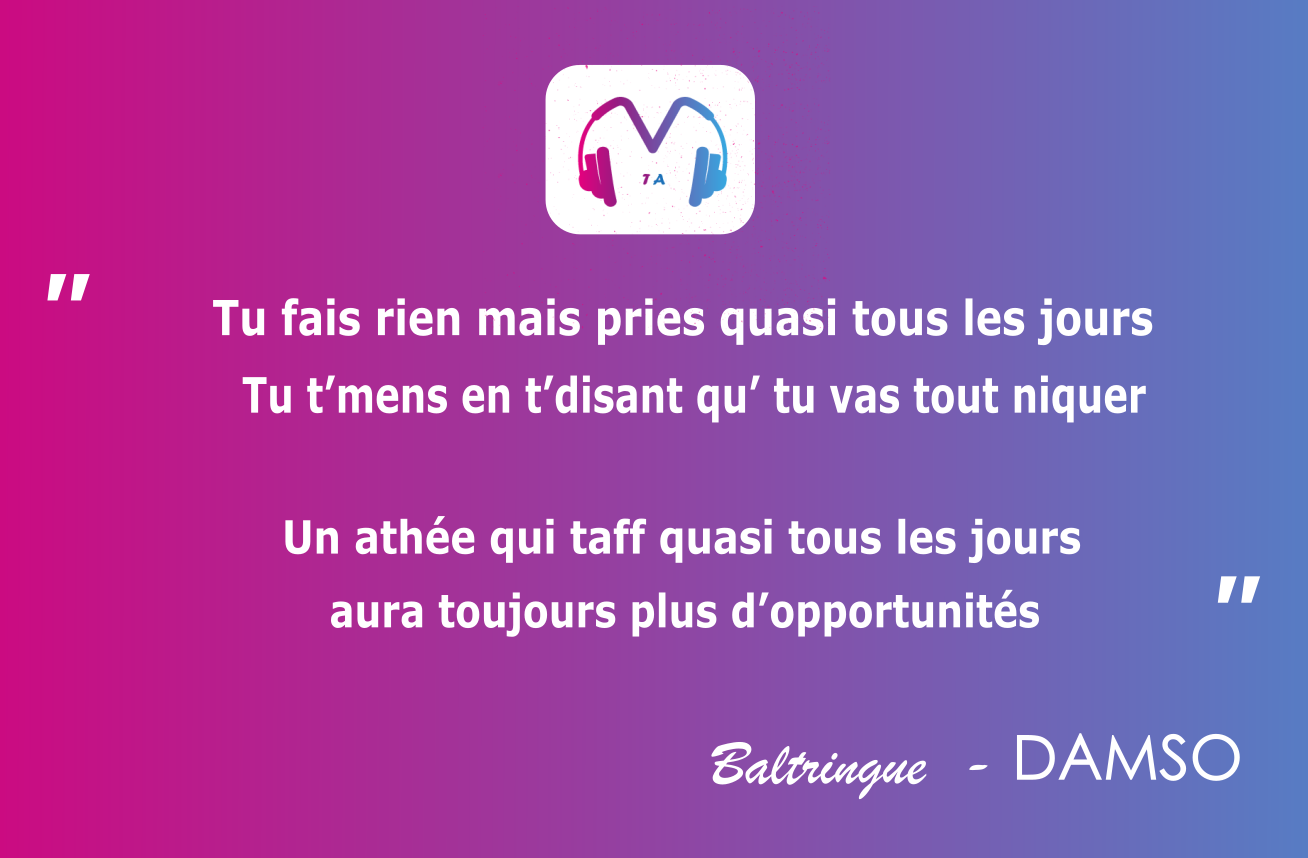 TA
"
Tu fais rien mais pries quasi tous les jours
Tu t’mens en t’disant qu’ tu vas tout niquer
Un athée qui taff quasi tous les jours
aura toujours plus d’opportunités
"
Baltringue - DAMSO